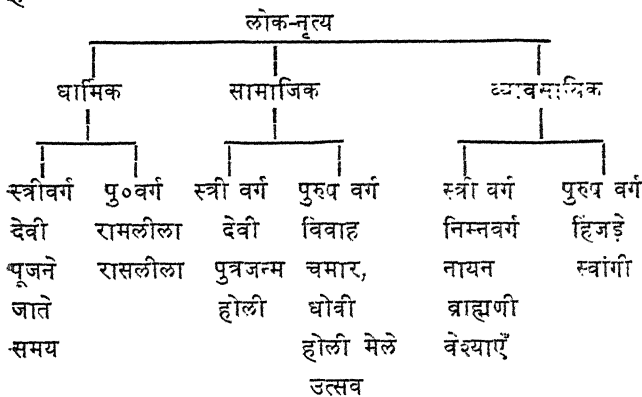 लोक-नृत्य
धार्मिक सामाजिक व्यावसायिक
स्त्रीवर्ग पु०वर्ग स्त्री वर्ग पुरुष वर्ग स्त्री वर्ग पुरुष वर्ग
देवी रामलीला देवी विवाह निम्नवर्ग हिंजड़े
पूजने रासलीला पुत्रजन्म चमार, नायन स्वांगी
जाते होली धोबी ब्राह्मणी
समय होली मेले वेश्याएँ
उत्सव